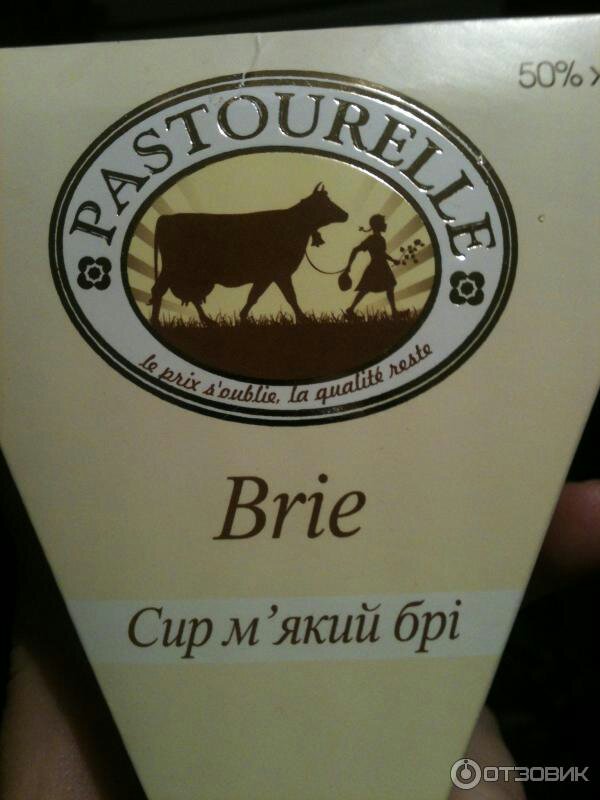 50%
PASTOURELLE
le prix s'oublie, la qualité reste
Brie
Сир м'який брі
ОТЗОВИК